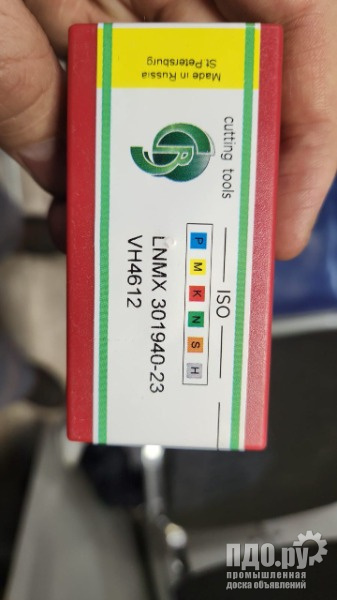 Made in Russia
St.Petersburg
cutting tools
ISO
P M K N S H
LNMX 301940-23
VH4612
ПДО.ру
промышленная
доска объявлений